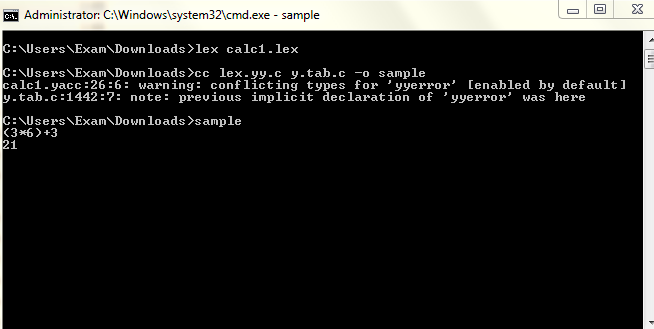 Administrator: C:\Windows\system32\cmd.exe - sample
C:\Users\Exam\Downloads>lex calc1.lex
C:\Users\Exam\Downloads>cc lex.yy.c y.tab.c -o sample
calc1.yacc:26:6: warning: conflicting types for 'yyerror' [enabled by default]
y.tab.c:1442:7: note: previous implicit declaration of 'yyerror' was here
C:\Users\Exam\Downloads>sample
(3*6)+3
21